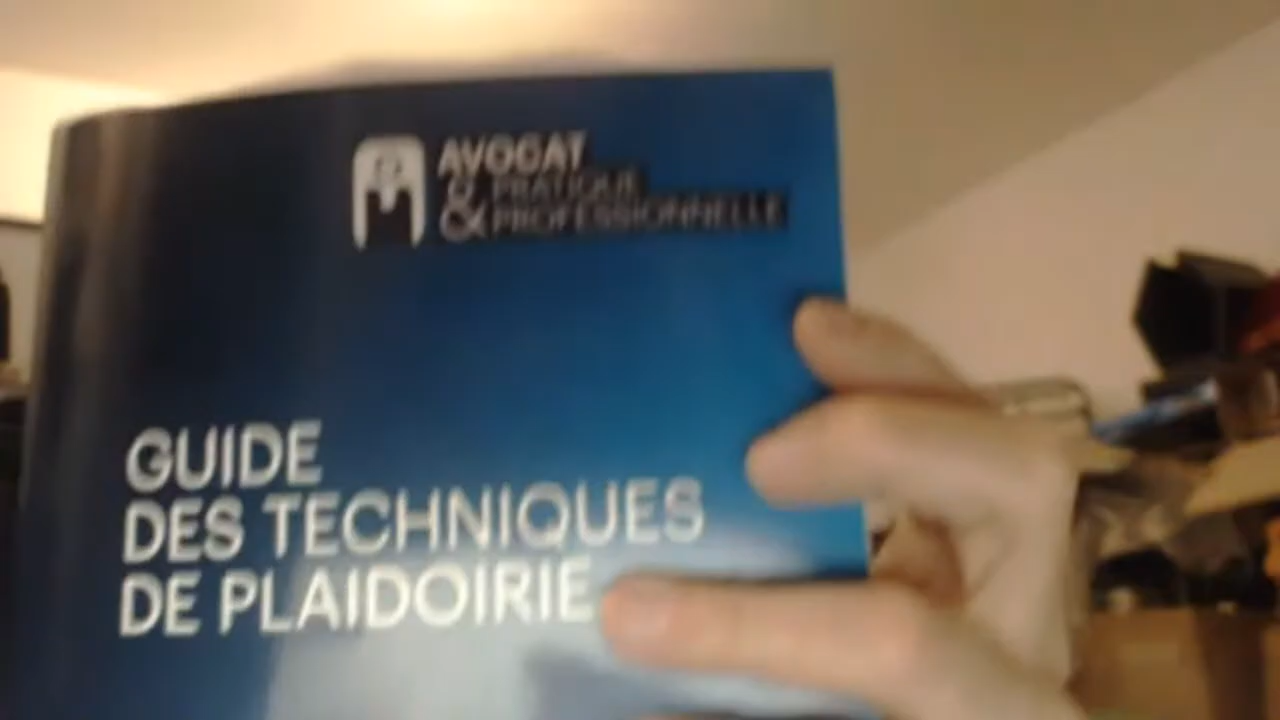 AVOCAT
& PRATIQUE
PROFESSIONNELLE
GUIDE
DES TECHNIQUES
DE PLAIDOIRIE